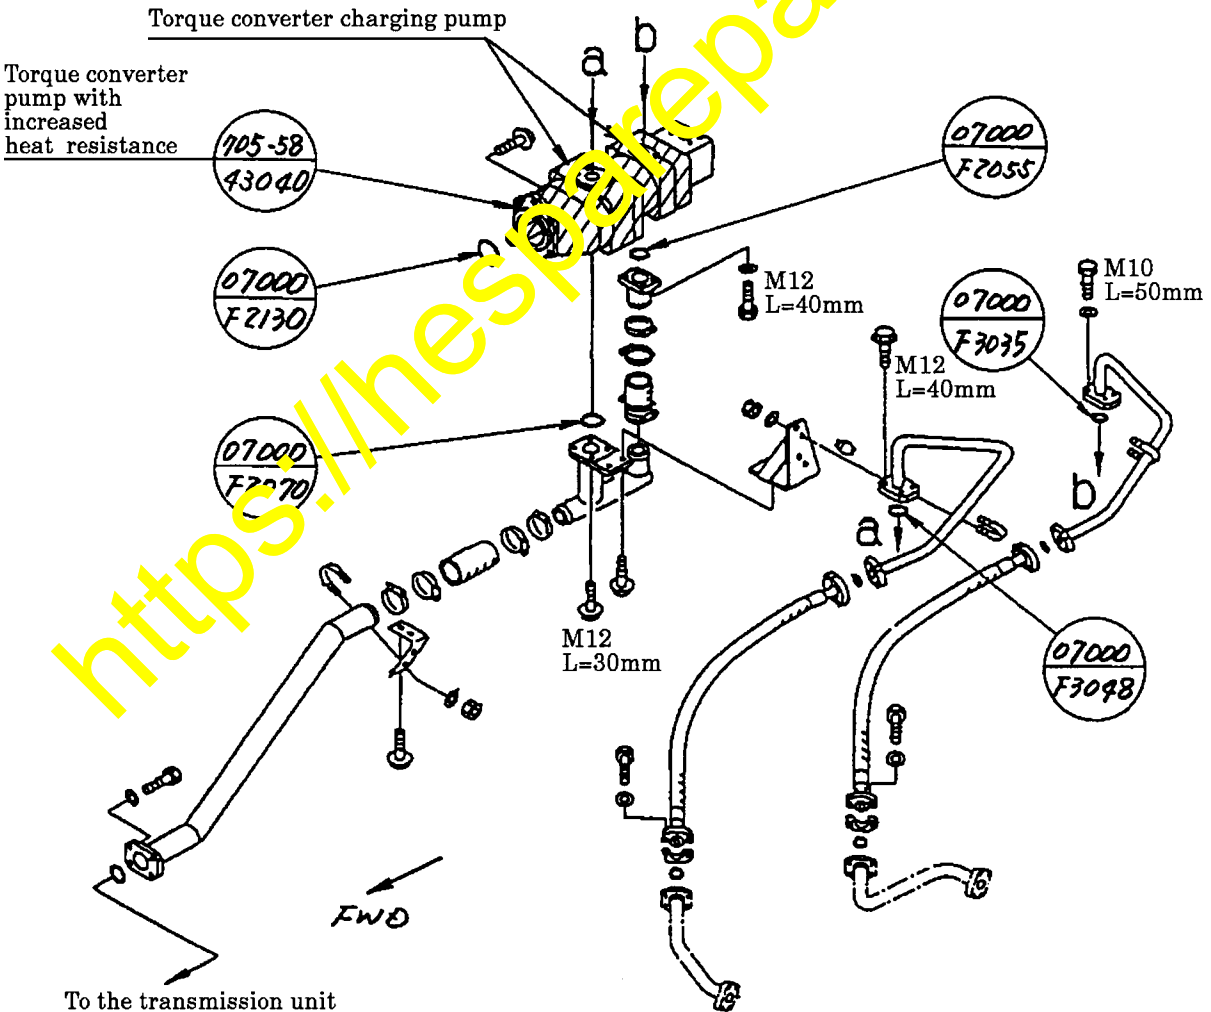 Torque converter charging pump
a
b
Torque converter
pump with
increased
heat resistance
705-58
43040
07000
F2055
07000
F2130
M12
L=40mm
M10
L=50mm
07000
F3035
M12
L=40mm
07000
b
a
M12
L=30mm
07000
F3048
FWD
To the transmission unit
https://hespare